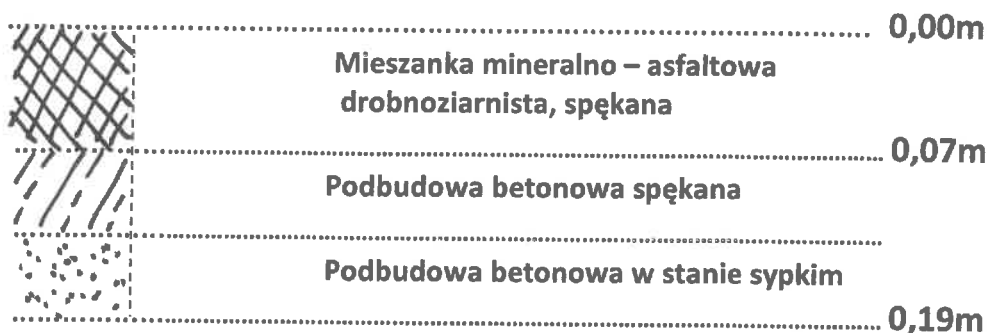 0,00m
Mieszanka mineralno – asfaltowa
drobnoziarnista, spękana
0,07m
Podbudowa betonowa spękana
Podbudowa betonowa w stanie sypkim
0,19m